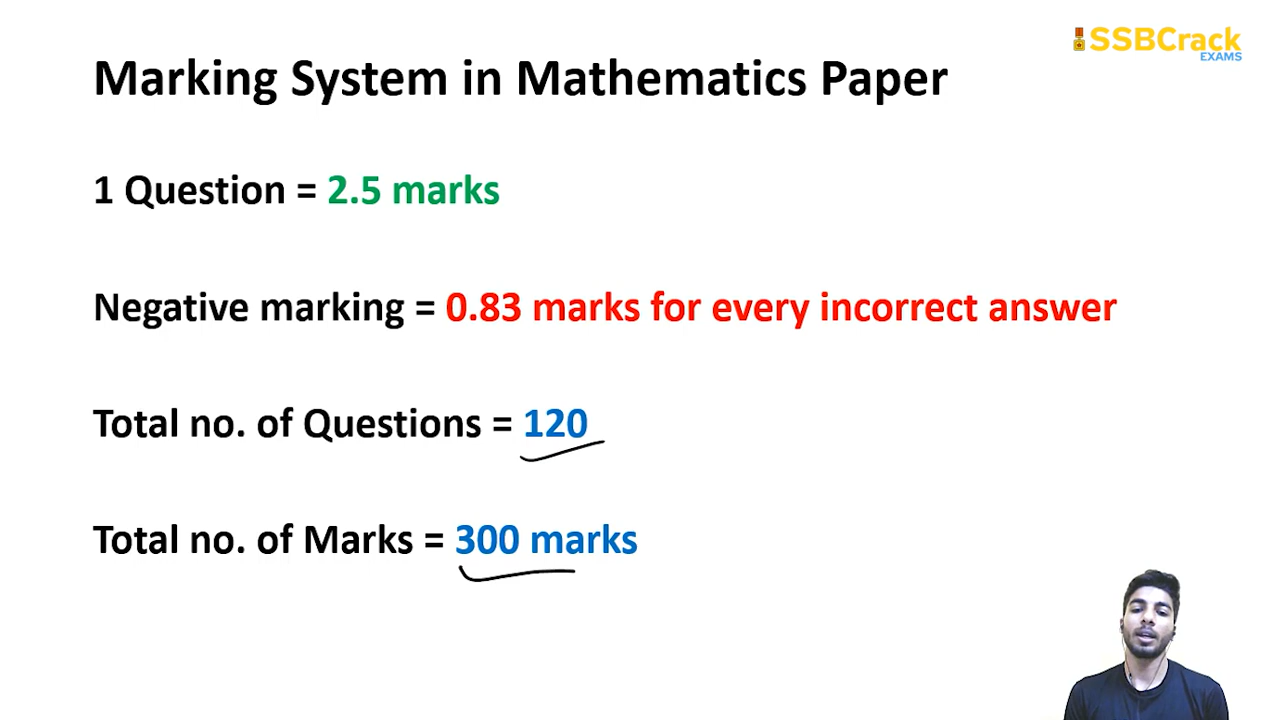 SSBCrack
EXAMS
Marking System in Mathematics Paper
1 Question = 2.5 marks
Negative marking = 0.83 marks for every incorrect answer
Total no. of Questions = 120
Total no. of Marks = 300 marks